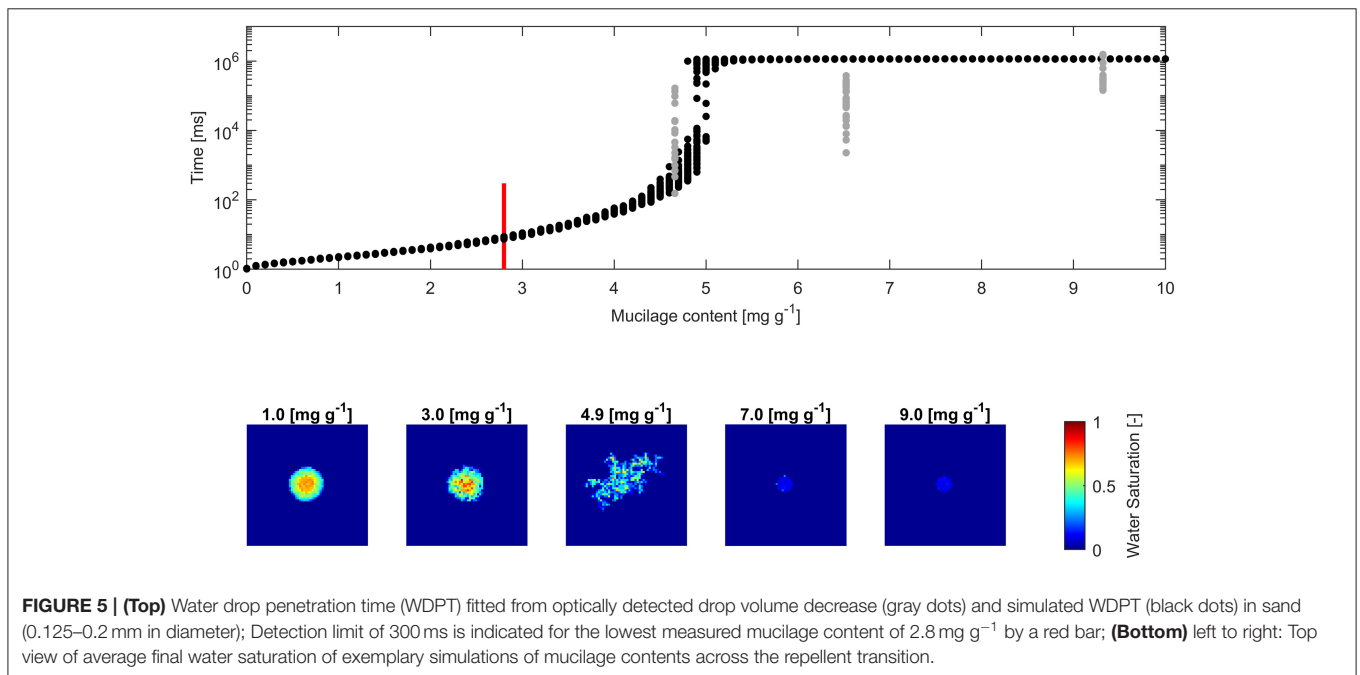 10^6
10^4
10^2
10^0
Time [ms]
0 1 2 3 4 5 6 7 8 9 10
Mucilage content [mg g^-1]
1.0 [mg g^-1] 3.0 [mg g^-1] 4.9 [mg g^-1] 7.0 [mg g^-1] 9.0 [mg g^-1]
1
0.5
0
Water Saturation [-]
FIGURE 5 | (Top) Water drop penetration time (WDPT) fitted from optically detected drop volume decrease (gray dots) and simulated WDPT (black dots) in sand
(0.125–0.2 mm in diameter); Detection limit of 300 ms is indicated for the lowest measured mucilage content of 2.8 mg g−1 by a red bar; (Bottom) left to right: Top
view of average final water saturation of exemplary simulations of mucilage contents across the repellent transition.